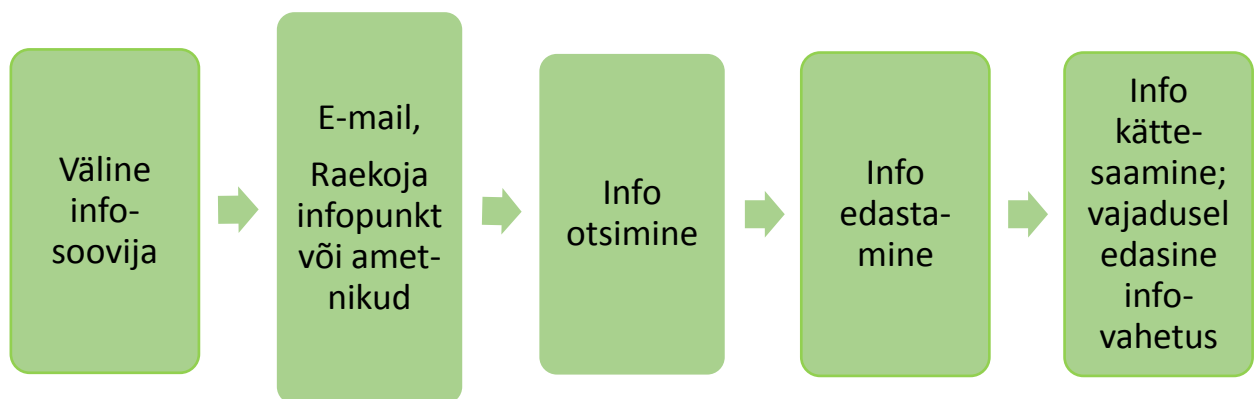 Väline
info-
soovija
E-mail,
Raekoja
infopunkt
või amet-
nikud
Info
otsimine
Info
edasta-
mine
Info
kätte-
saamine;
vajadusel
edasine
info-
vahetus